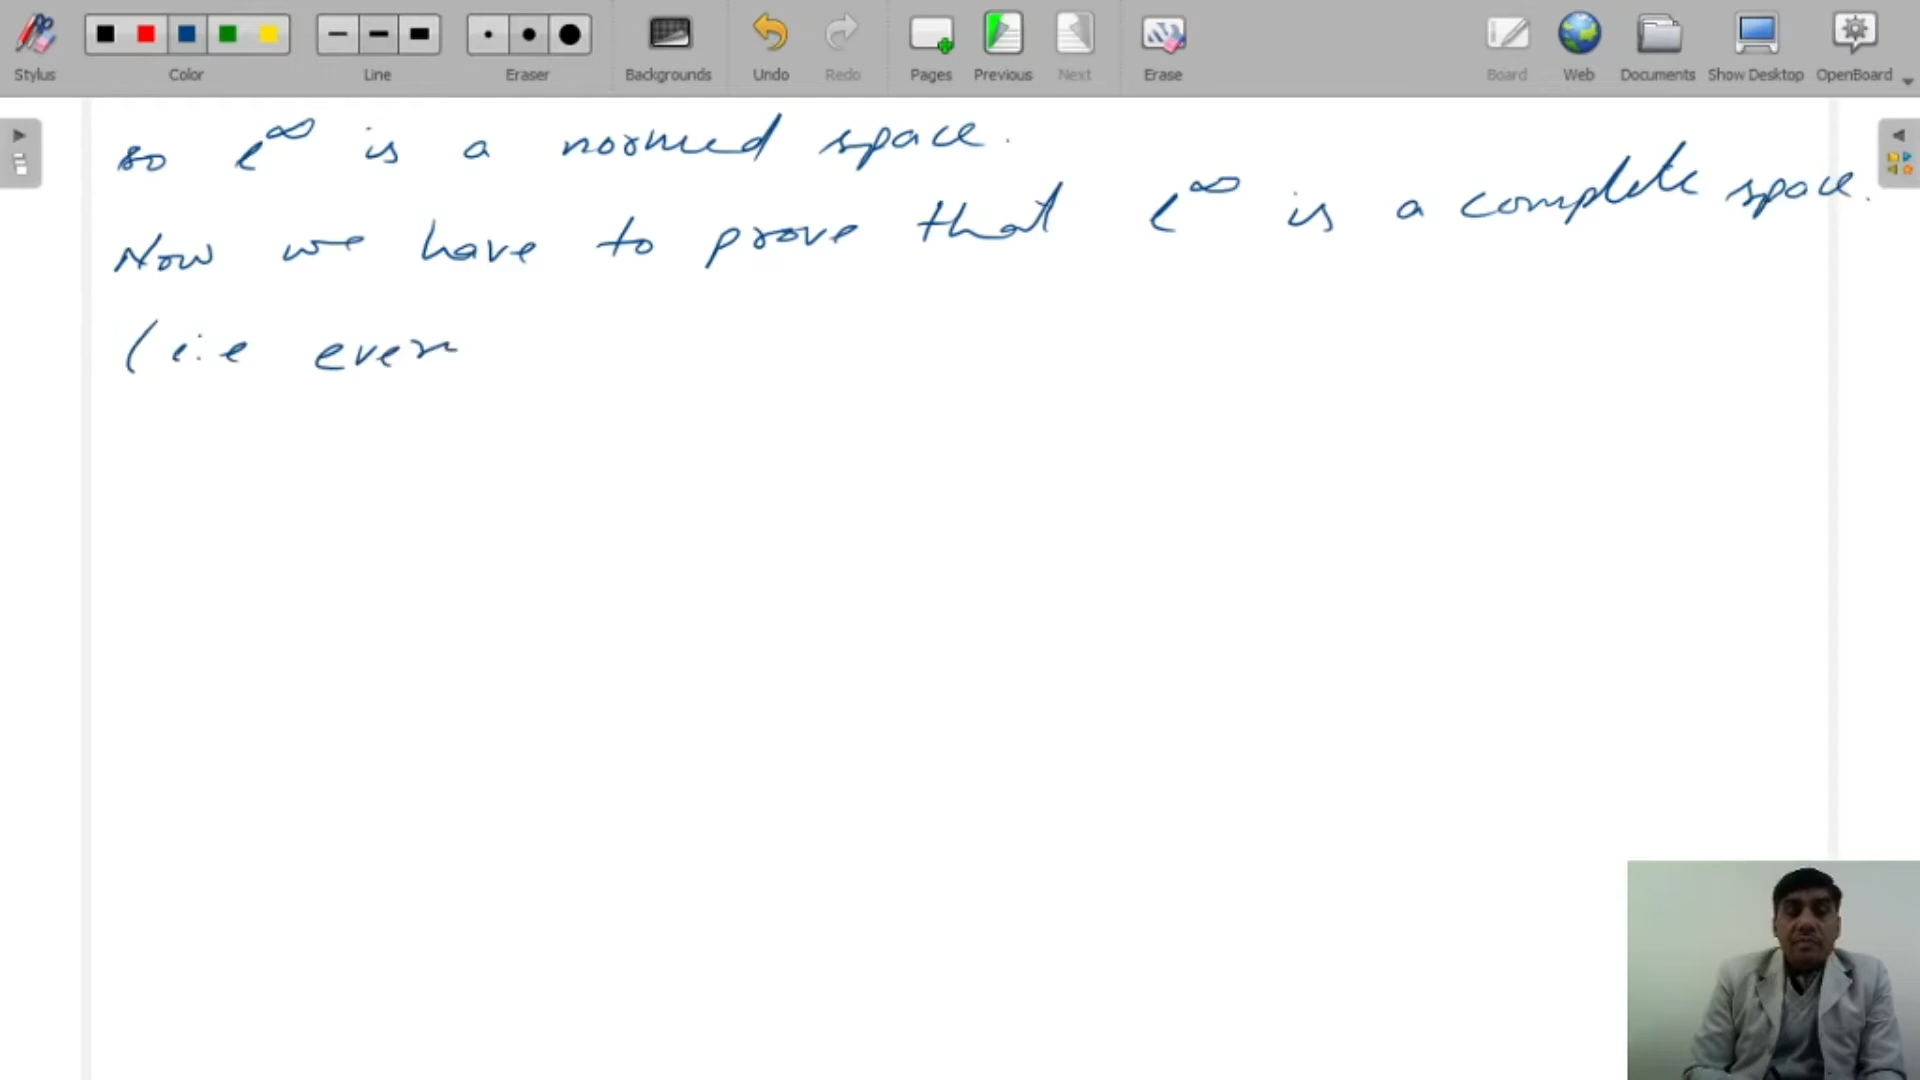 Stylus Color Line Eraser Backgrounds Undo Redo Pages Previous Next Erase Board Web Documents Show Desktop OpenBoard
so l^∞ is a normed space.
Now we have to prove that l^∞ is a complete space.
(i.e ever